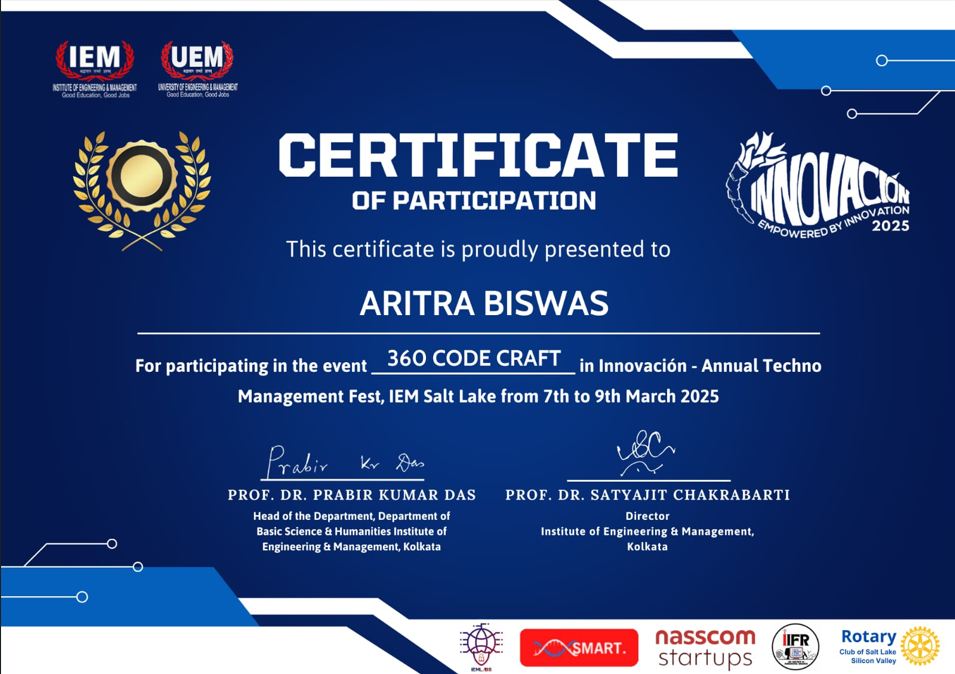 IEM
INSTITUTE OF ENGINEERING & MANAGEMENT
Good Education, Good Jobs
UEM
UNIVERSITY OF ENGINEERING & MANAGEMENT
Good Education, Good Jobs
CERTIFICATE
OF PARTICIPATION
INNOVACIÓN
EMPOWERED BY INNOVATION
2025
This certificate is proudly presented to
ARITRA BISWAS
For participating in the event 360 CODE CRAFT in Innovación - Annual Techno
Management Fest, IEM Salt Lake from 7th to 9th March 2025
Prabir Kr Das
PROF. DR. PRABIR KUMAR DAS
Head of the Department, Department of
Basic Science & Humanities Institute of
Engineering & Management, Kolkata
PROF. DR. SATYAJIT CHAKRABARTI
Director
Institute of Engineering & Management,
Kolkata
SMART.
nasscom
startups
IIFR
Rotary
Club of Salt Lake
Silicon Valley